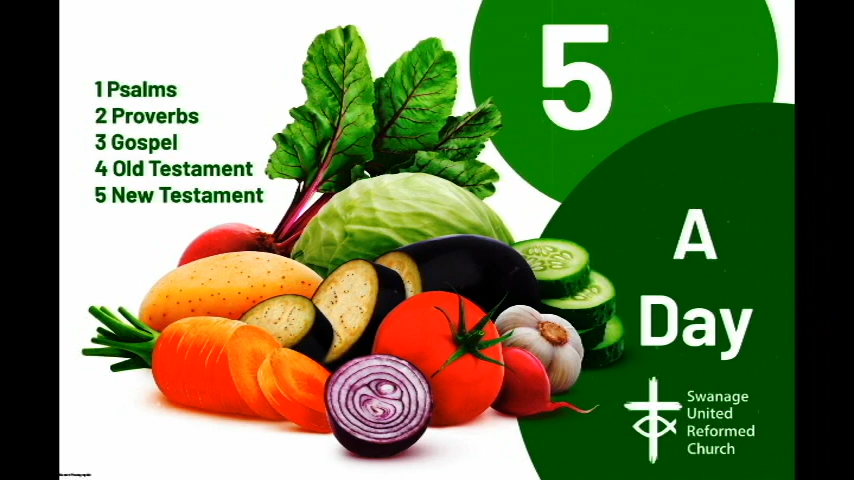 1 Psalms
2 Proverbs
3 Gospel
4 Old Testament
5 New Testament
5
A
Day
Swanage
United
Reformed
Church